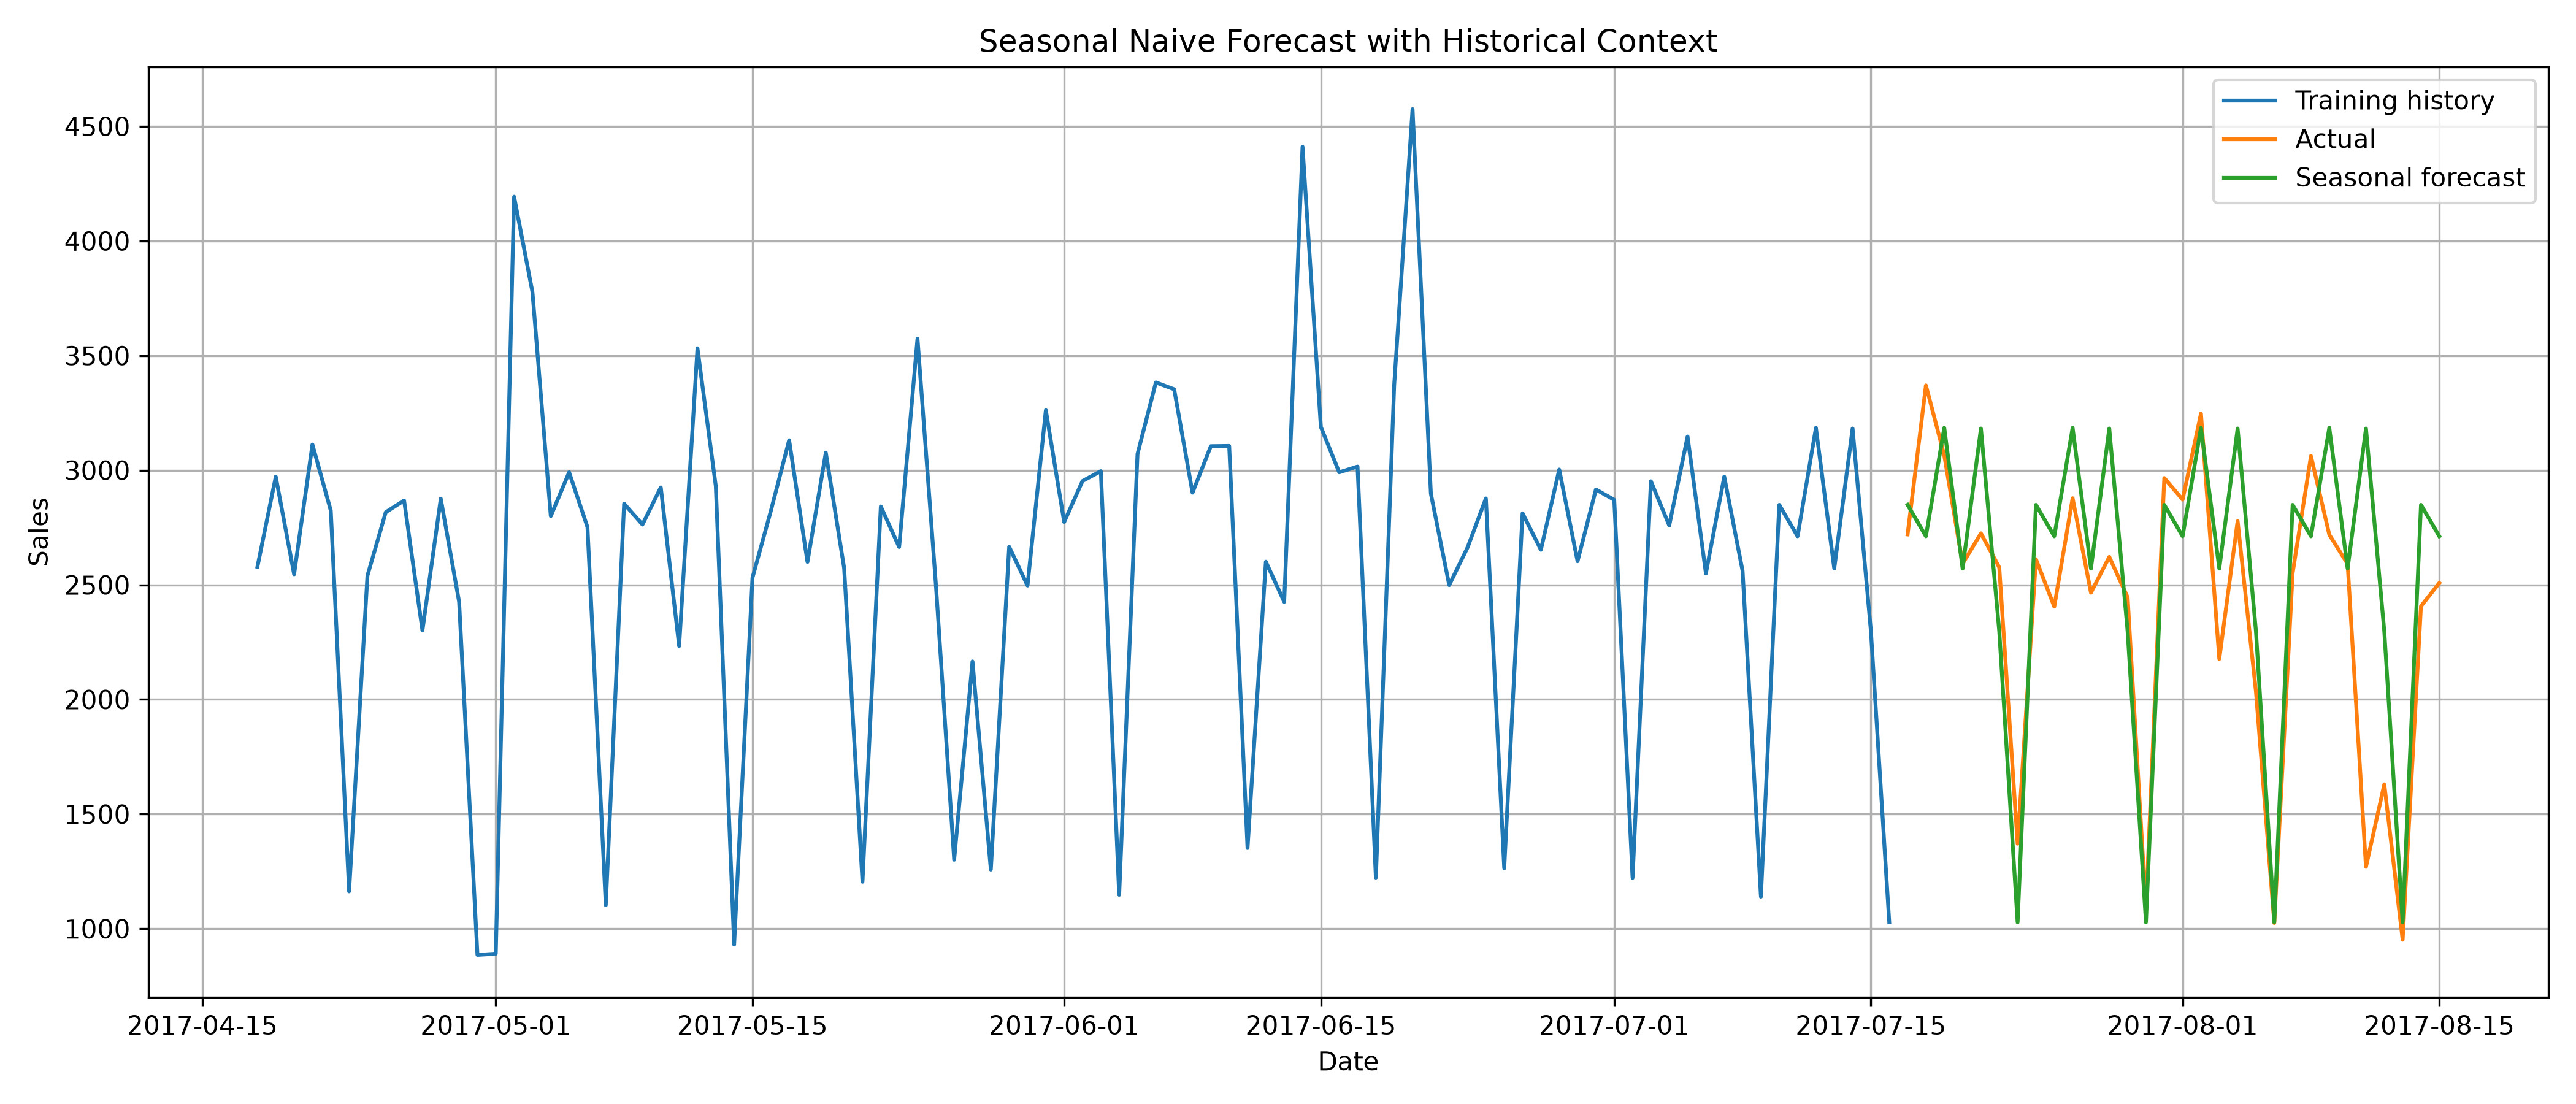 Seasonal Naive Forecast with Historical Context
Training history
Actual
Seasonal forecast
4500
4000
3500
3000
2500
2000
1500
1000
Sales
2017-04-15 2017-05-01 2017-05-15 2017-06-01 2017-06-15 2017-07-01 2017-07-15 2017-08-01 2017-08-15
Date